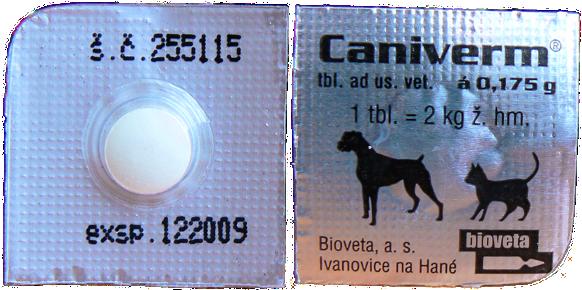 š.č.255115
exsp.122009
Caniverm®
tbl. ad us. vet. á 0,175 g
1 tbl. = 2 kg ž. hm.
Bioveta, a. s.
Ivanovice na Hané
bioveta